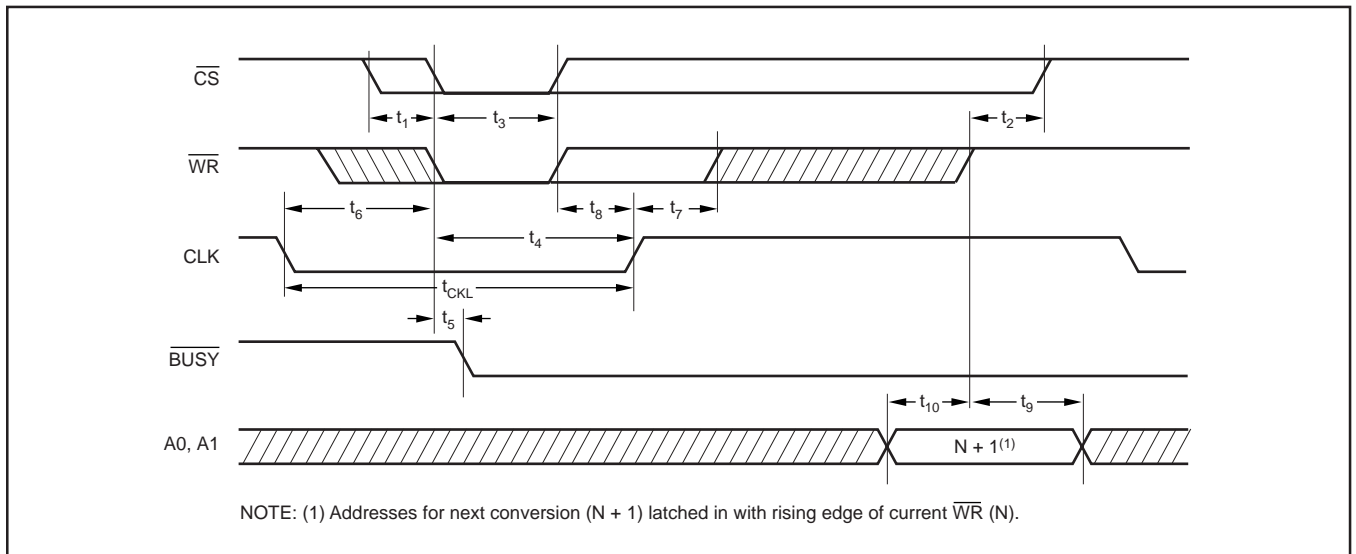 CS
t1 t3 t2
WR
t6 t8 t7
t4
CLK
tCKL
t5
BUSY
t10 t9
A0, A1 N + 1(1)
NOTE: (1) Addresses for next conversion (N + 1) latched in with rising edge of current WR (N).